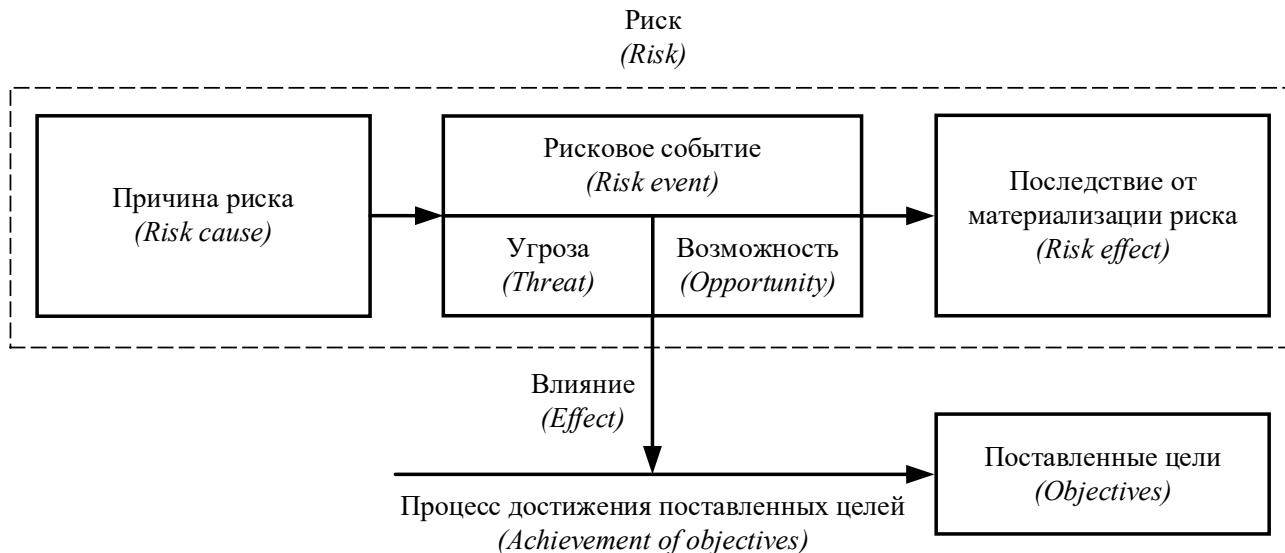 Риск
(Risk)
Причина риска
(Risk cause)
Рисковое событие
(Risk event)
Угроза
(Threat)
Возможность
(Opportunity)
Последствие от
материализации риска
(Risk effect)
Влияние
(Effect)
Процесс достижения поставленных целей
(Achievement of objectives)
Поставленные цели
(Objectives)